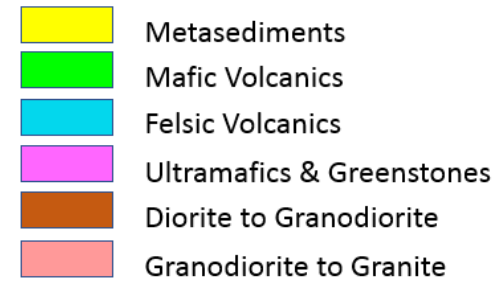 Metasediments
Mafic Volcanics
Felsic Volcanics
Ultramafics & Greenstones
Diorite to Granodiorite
Granodiorite to Granite